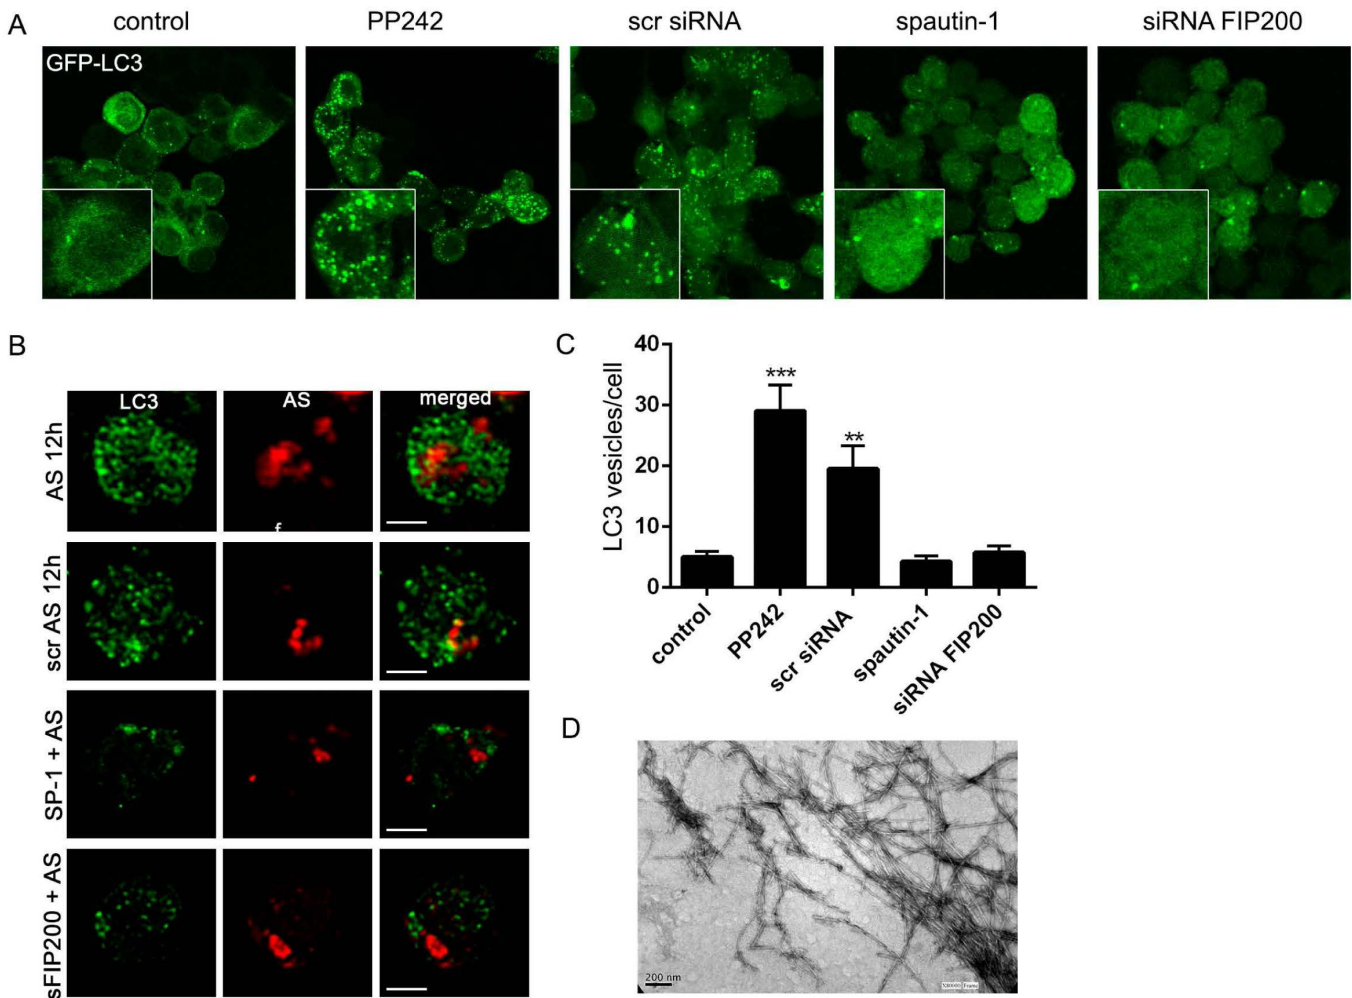 A
control
PP242
scr siRNA
spautin-1
siRNA FIP200
GFP-LC3
B
LC3
AS
merged
AS 12h
f
scr AS 12h
SP-1 + AS
sFIP200 + AS
C
LC3 vesicles/cell
40
30
20
10
0
***
**
control
PP242
scr siRNA
spautin-1
siRNA FIP200
D
200 nm
Frame